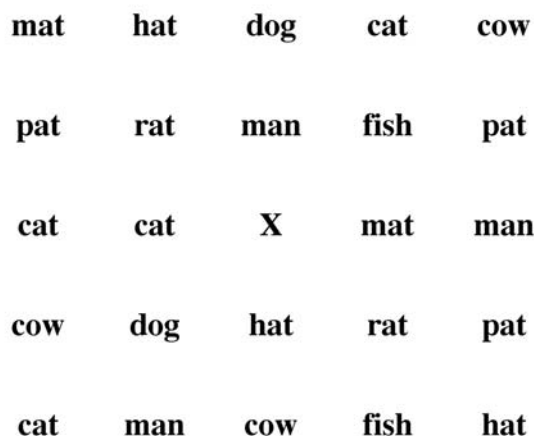 mat hat dog cat cow
pat rat man fish pat
cat cat X mat man
cow dog hat rat pat
cat man cow fish hat